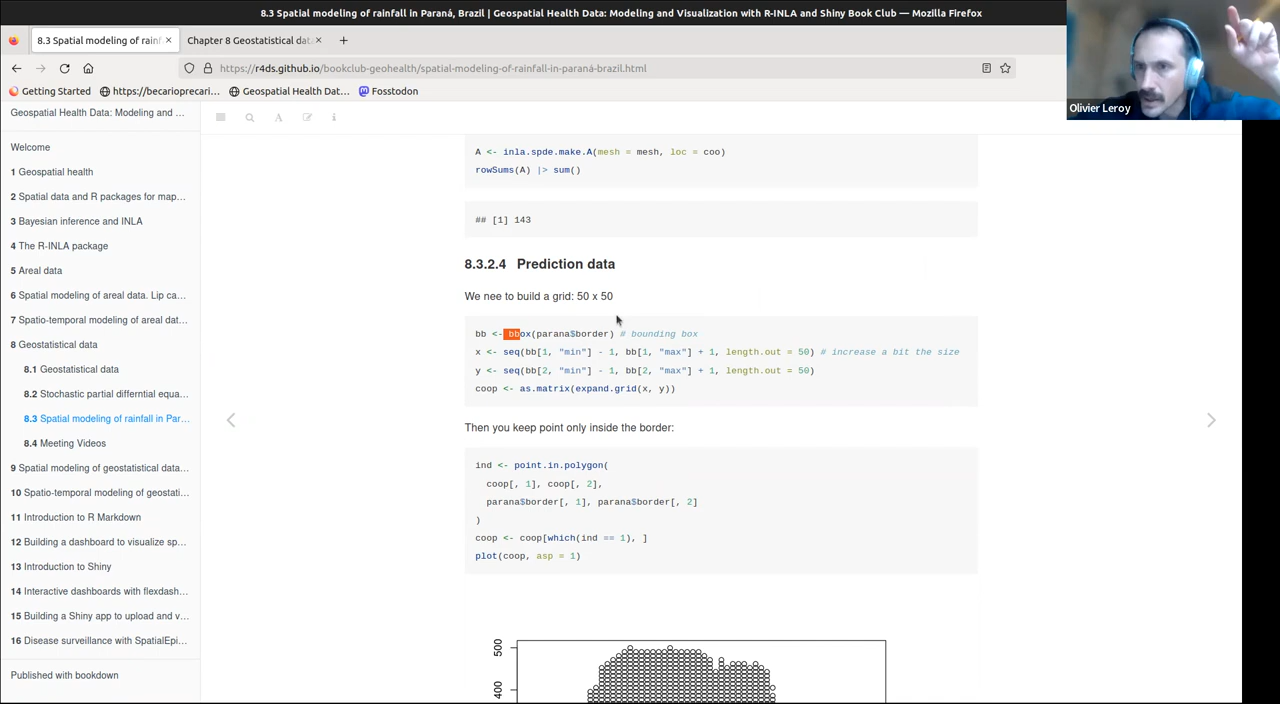 8.3 Spatial modeling of rainfall in Paraná, Brazil | Geospatial Health Data: Modeling and Visualization with R-INLA and Shiny Book Club — Mozilla Firefox
8.3 Spatial modeling of rainf
Chapter 8 Geostatistical dat
https://r4ds.github.io/bookclub-geohealth/spatial-modeling-of-rainfall-in-paraná-brazil.html
Getting Started
https://becarioprecari…
Geospatial Health Dat…
Fosstodon
Olivier Leroy
Geospatial Health Data: Modeling and …
Welcome
1 Geospatial health
2 Spatial data and R packages for map…
3 Bayesian inference and INLA
4 The R-INLA package
5 Areal data
6 Spatial modeling of areal data. Lip ca…
7 Spatio-temporal modeling of areal dat…
8 Geostatistical data
8.1 Geostatistical data
8.2 Stochastic partial differntial equa…
8.3 Spatial modeling of rainfall in Par…
8.4 Meeting Videos
9 Spatial modeling of geostatistical data…
10 Spatio-temporal modeling of geostati…
11 Introduction to R Markdown
12 Building a dashboard to visualize sp…
13 Introduction to Shiny
14 Interactive dashboards with flexdash…
15 Building a Shiny app to upload and v…
16 Disease surveillance with SpatialEpi…
Published with bookdown
A <- inla.spde.make.A(mesh = mesh, loc = coo)
rowSums(A) |> sum()
## [1] 143
8.3.2.4 Prediction data
We nee to build a grid: 50 x 50
bb <- bbox(parana$border) # bounding box
x <- seq(bb[1, "min"] - 1, bb[1, "max"] + 1, length.out = 50) # increase a bit the size
y <- seq(bb[2, "min"] - 1, bb[2, "max"] + 1, length.out = 50)
coop <- as.matrix(expand.grid(x, y))
Then you keep point only inside the border:
ind <- point.in.polygon(
coop[, 1], coop[, 2],
parana$border[, 1], parana$border[, 2]
)
coop <- coop[which(ind == 1), ]
plot(coop, asp = 1)
500
400